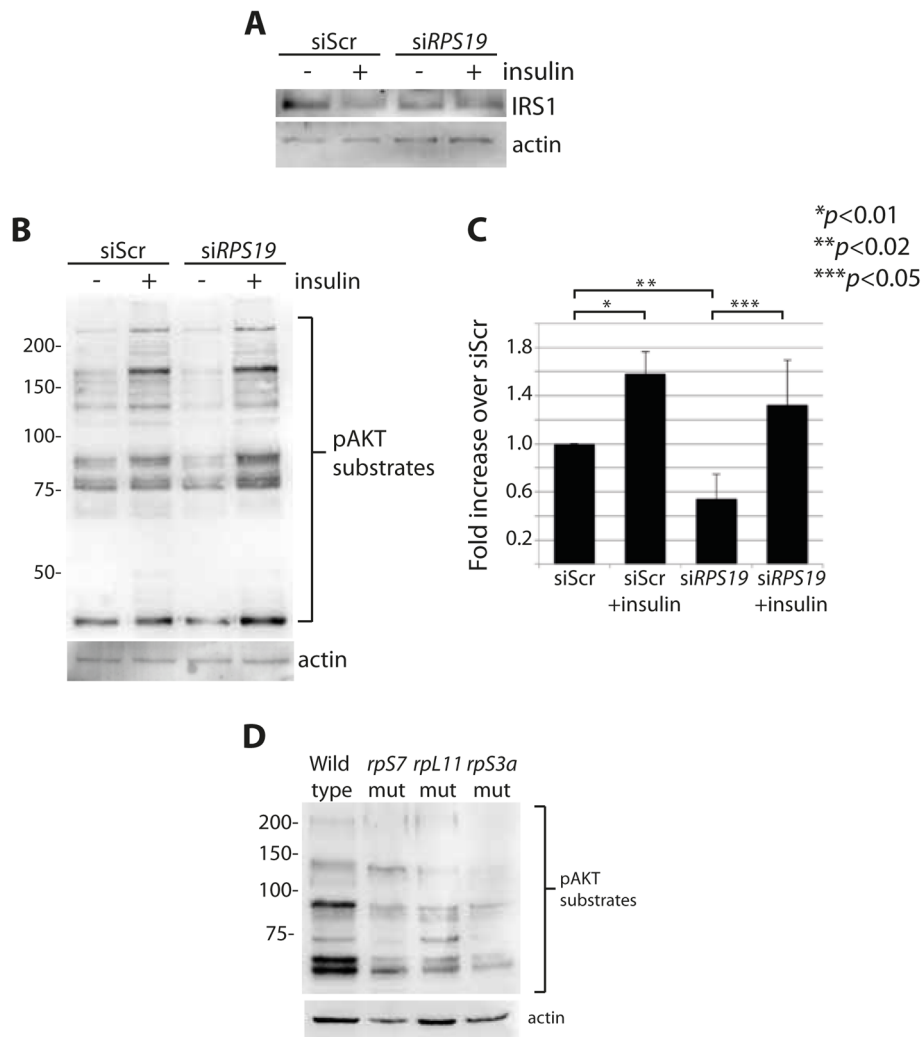 A
siScr siRPS19
- + - + insulin
IRS1
actin
B
siScr siRPS19
- + - + insulin
200-
150-
100-
75-
50-
pAKT
substrates
actin
C
*p<0.01
**p<0.02
***p<0.05
**
* ***
Fold increase over siScr
1.8
1.4
1.0
0.6
0.2
siScr siScr siRPS19 siRPS19
+insulin +insulin
D
Wild rpS7 rpL11 rpS3a
type mut mut mut
200-
150-
100-
75-
pAKT
substrates
actin